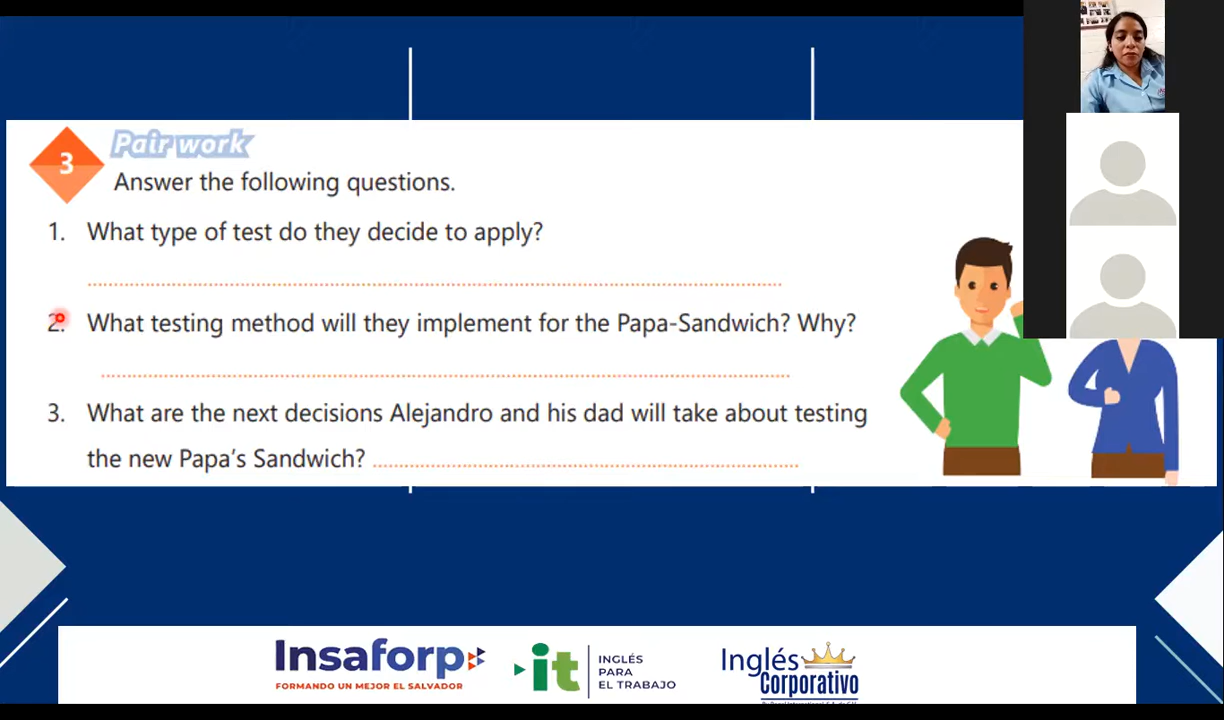 3
Pair work
Answer the following questions.
1. What type of test do they decide to apply?
2. What testing method will they implement for the Papa-Sandwich? Why?
3. What are the next decisions Alejandro and his dad will take about testing
the new Papa's Sandwich?
Insaforp
FORMANDO UN MEJOR EL SALVADOR
it
INGLÉS
PARA
EL TRABAJO
Inglés
Corporativo